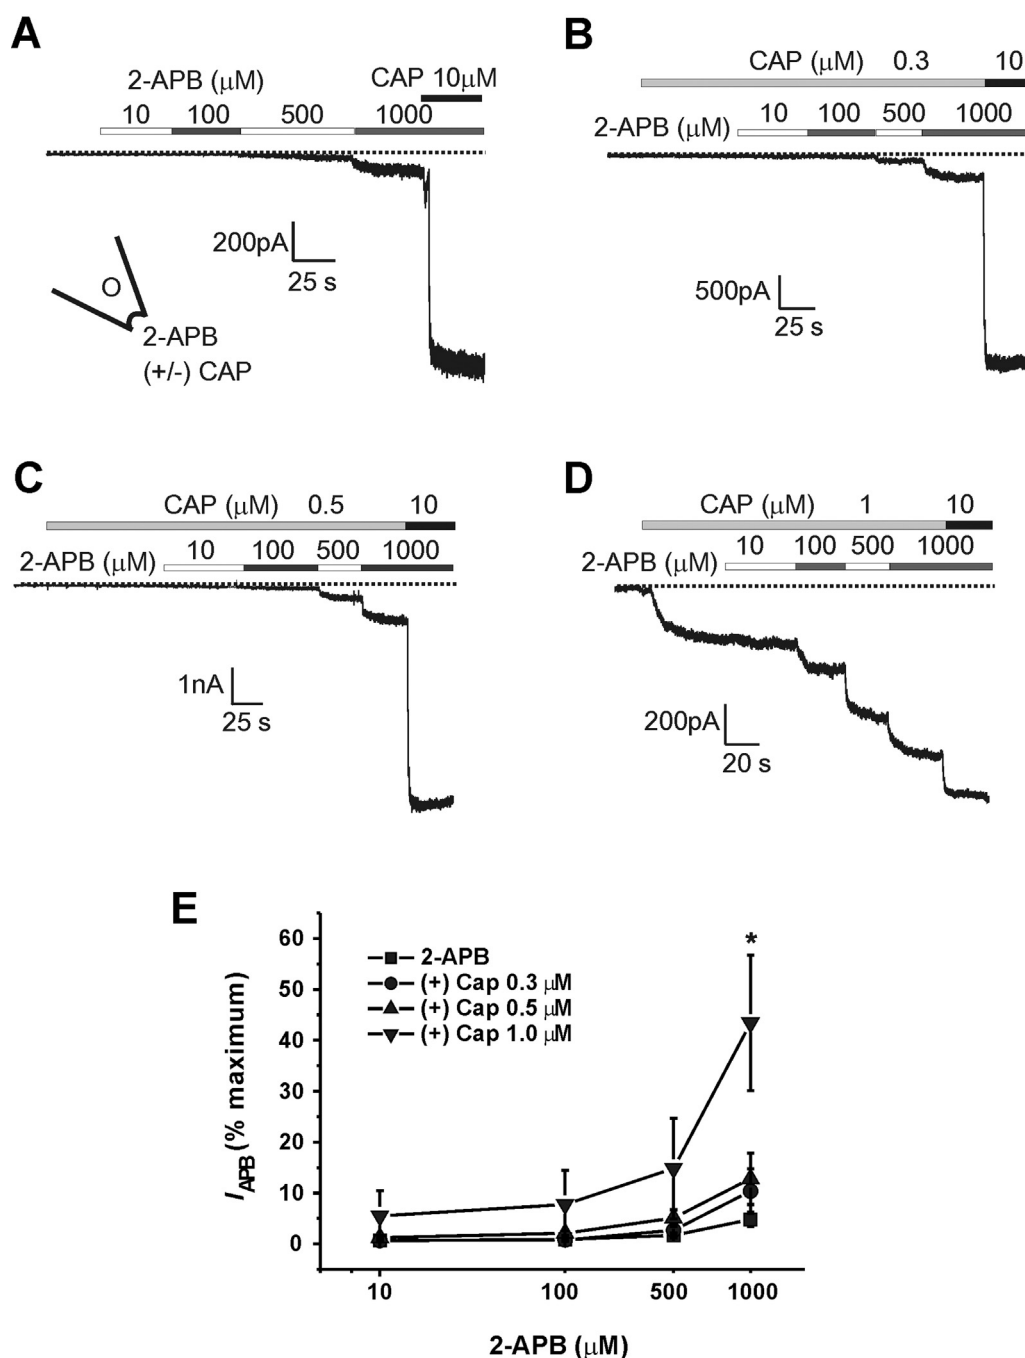 A
2-APB (μM)
CAP 10μM
10 100 500 1000
200pA
25 s
O
2-APB
(+/-) CAP
B
CAP (μM) 0.3 10
10 100 500 1000
2-APB (μM)
500pA
25 s
C
CAP (μM) 0.5 10
10 100 500 1000
2-APB (μM)
1nA
25 s
D
CAP (μM) 1 10
10 100 500 1000
2-APB (μM)
200pA
20 s
E
*
2-APB
(+) Cap 0.3 μM
(+) Cap 0.5 μM
(+) Cap 1.0 μM
60
50
40
30
20
10
0
IAPB (% maximum)
10 100 500 1000
2-APB (μM)